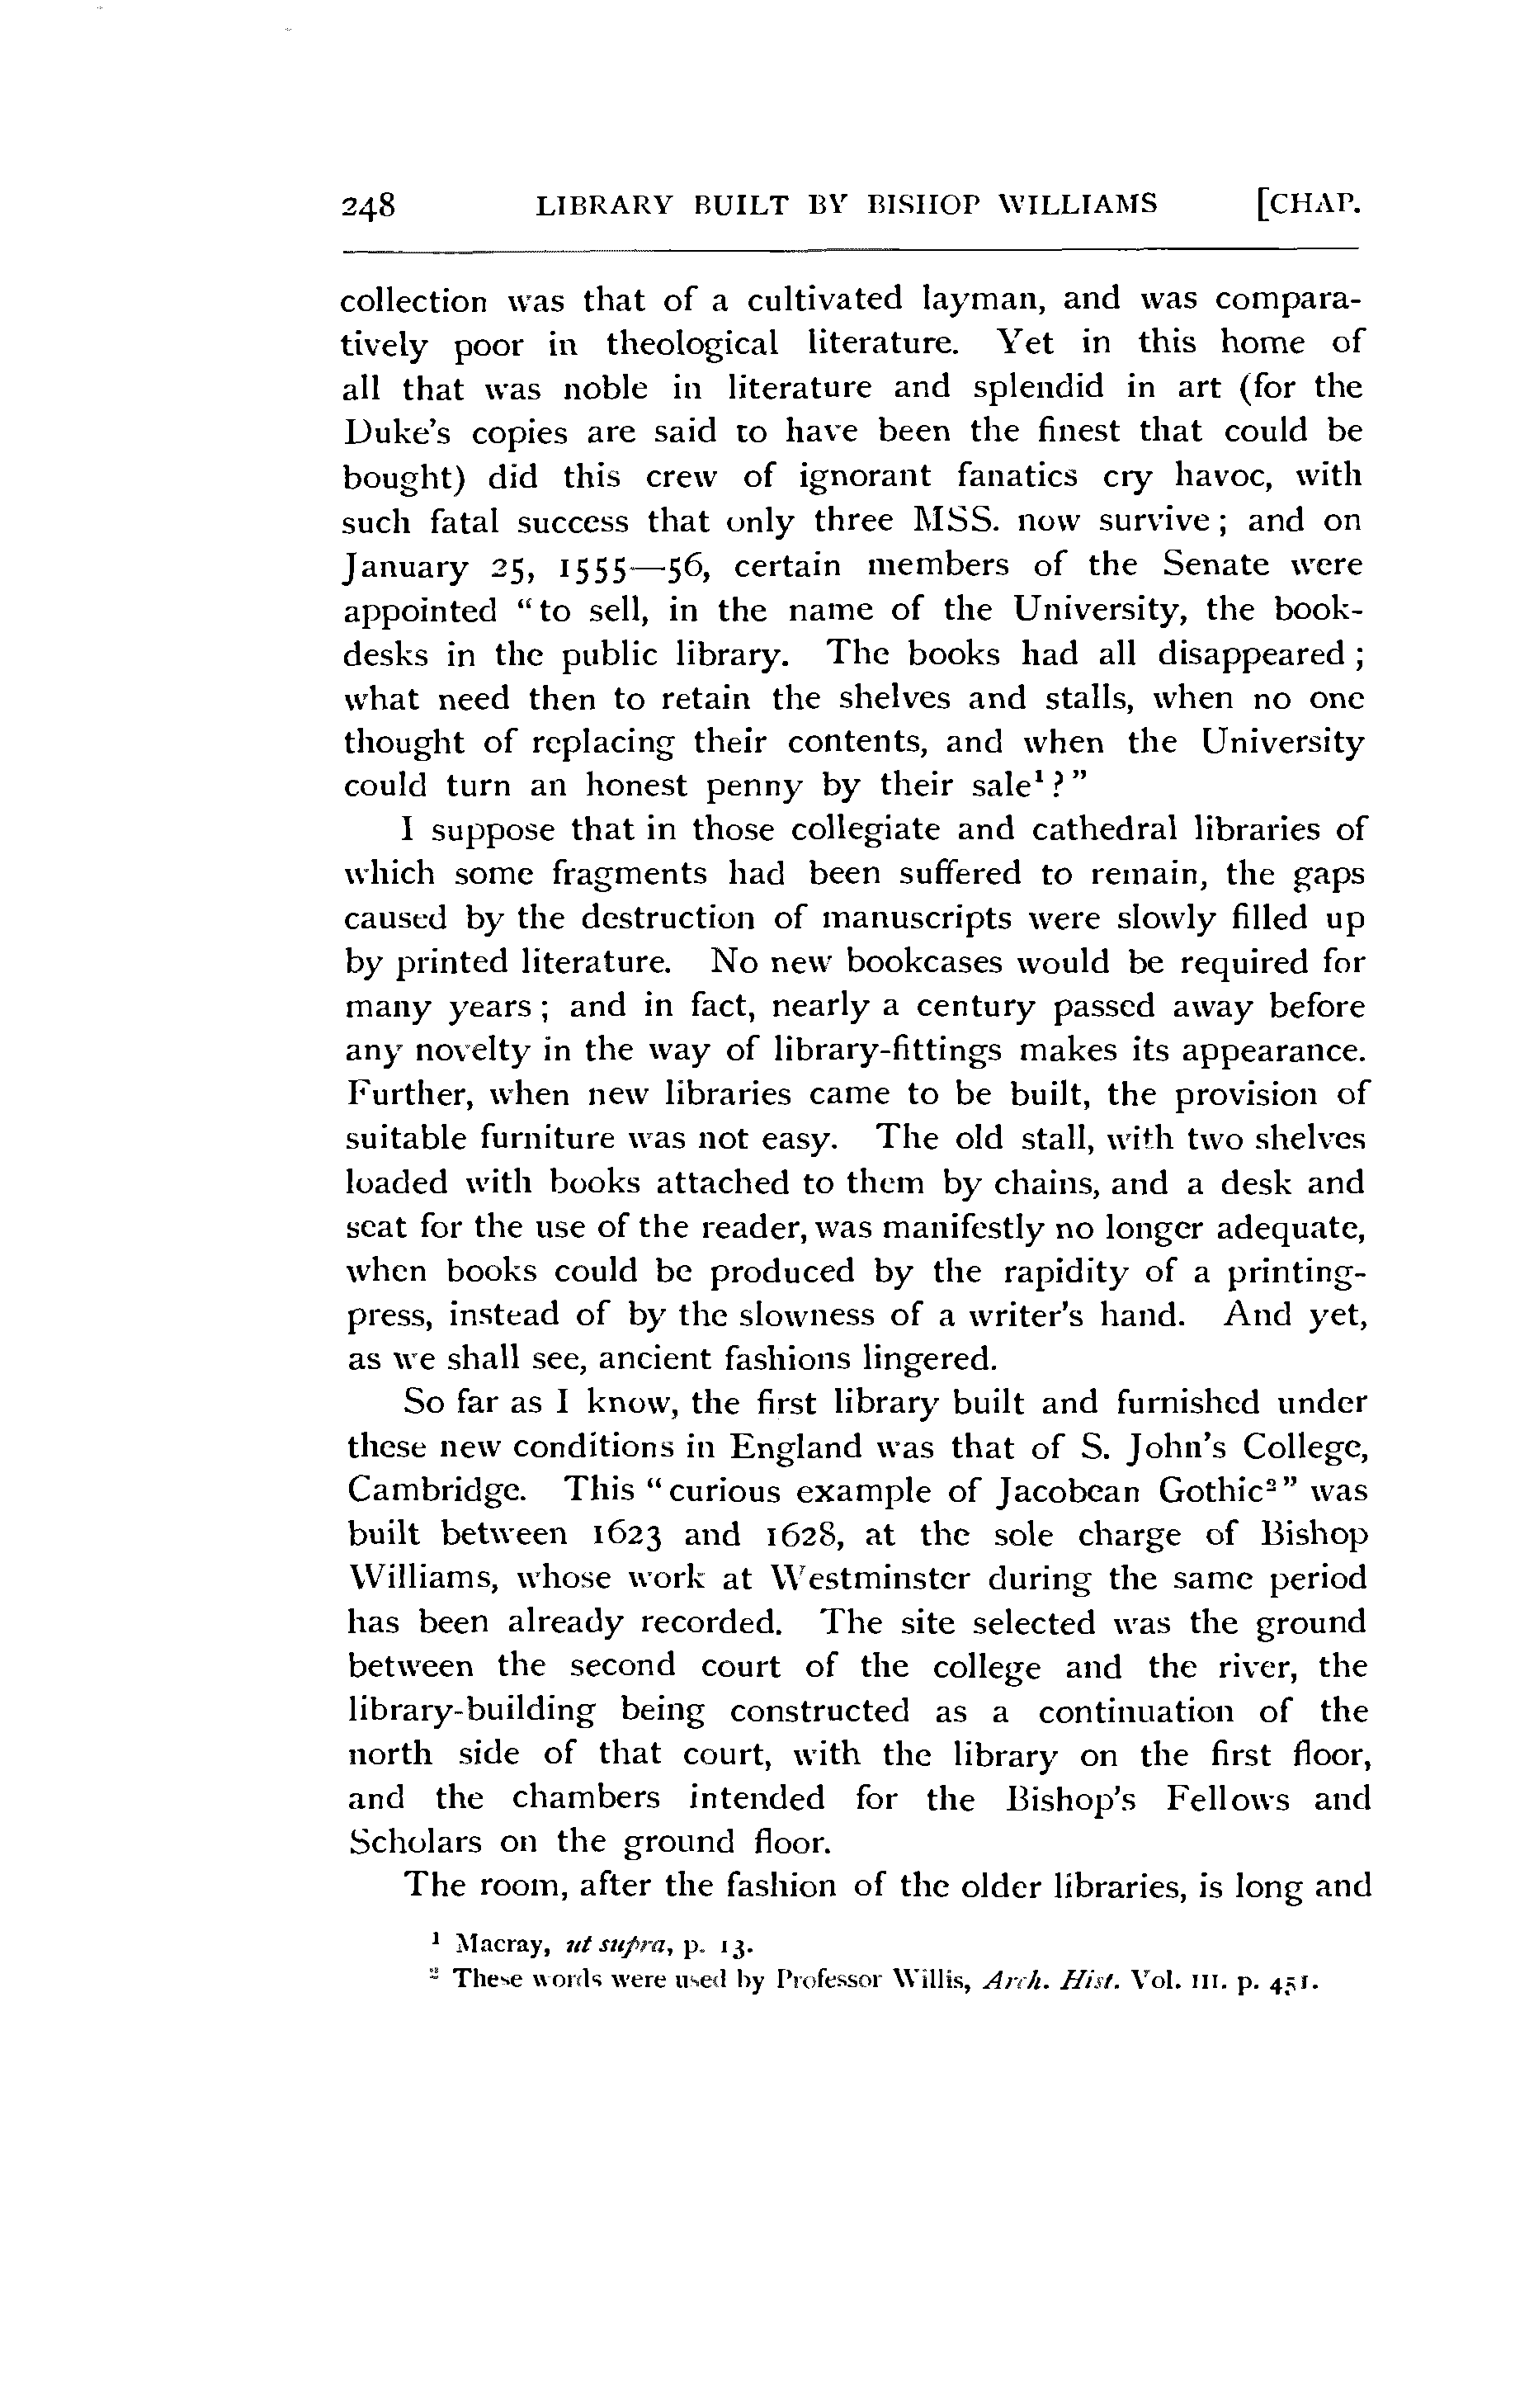 248 LIBRARY BUILT BY BISHOP WILLIAMS [CHAP.
collection was that of a cultivated layman, and was compara-
tively poor in theological literature. Yet in this home of
all that was noble in literature and splendid in art (for the
Duke's copies are said to have been the finest that could be
bought) did this crew of ignorant fanatics cry havoc, with
such fatal success that only three MSS. now survive; and on
January 25, 1555—56, certain members of the Senate were
appointed "to sell, in the name of the University, the book-
desks in the public library. The books had all disappeared;
what need then to retain the shelves and stalls, when no one
thought of replacing their contents, and when the University
could turn an honest penny by their sale¹?"
I suppose that in those collegiate and cathedral libraries of
which some fragments had been suffered to remain, the gaps
caused by the destruction of manuscripts were slowly filled up
by printed literature. No new bookcases would be required for
many years; and in fact, nearly a century passed away before
any novelty in the way of library-fittings makes its appearance.
Further, when new libraries came to be built, the provision of
suitable furniture was not easy. The old stall, with two shelves
loaded with books attached to them by chains, and a desk and
seat for the use of the reader, was manifestly no longer adequate,
when books could be produced by the rapidity of a printing-
press, instead of by the slowness of a writer's hand. And yet,
as we shall see, ancient fashions lingered.
So far as I know, the first library built and furnished under
these new conditions in England was that of S. John's College,
Cambridge. This "curious example of Jacobean Gothic²" was
built between 1623 and 1628, at the sole charge of Bishop
Williams, whose work at Westminster during the same period
has been already recorded. The site selected was the ground
between the second court of the college and the river, the
library-building being constructed as a continuation of the
north side of that court, with the library on the first floor,
and the chambers intended for the Bishop's Fellows and
Scholars on the ground floor.
The room, after the fashion of the older libraries, is long and
¹ Macray, ut supra, p. 13.
² These words were used by Professor Willis, Arch. Hist. Vol. III. p. 451.